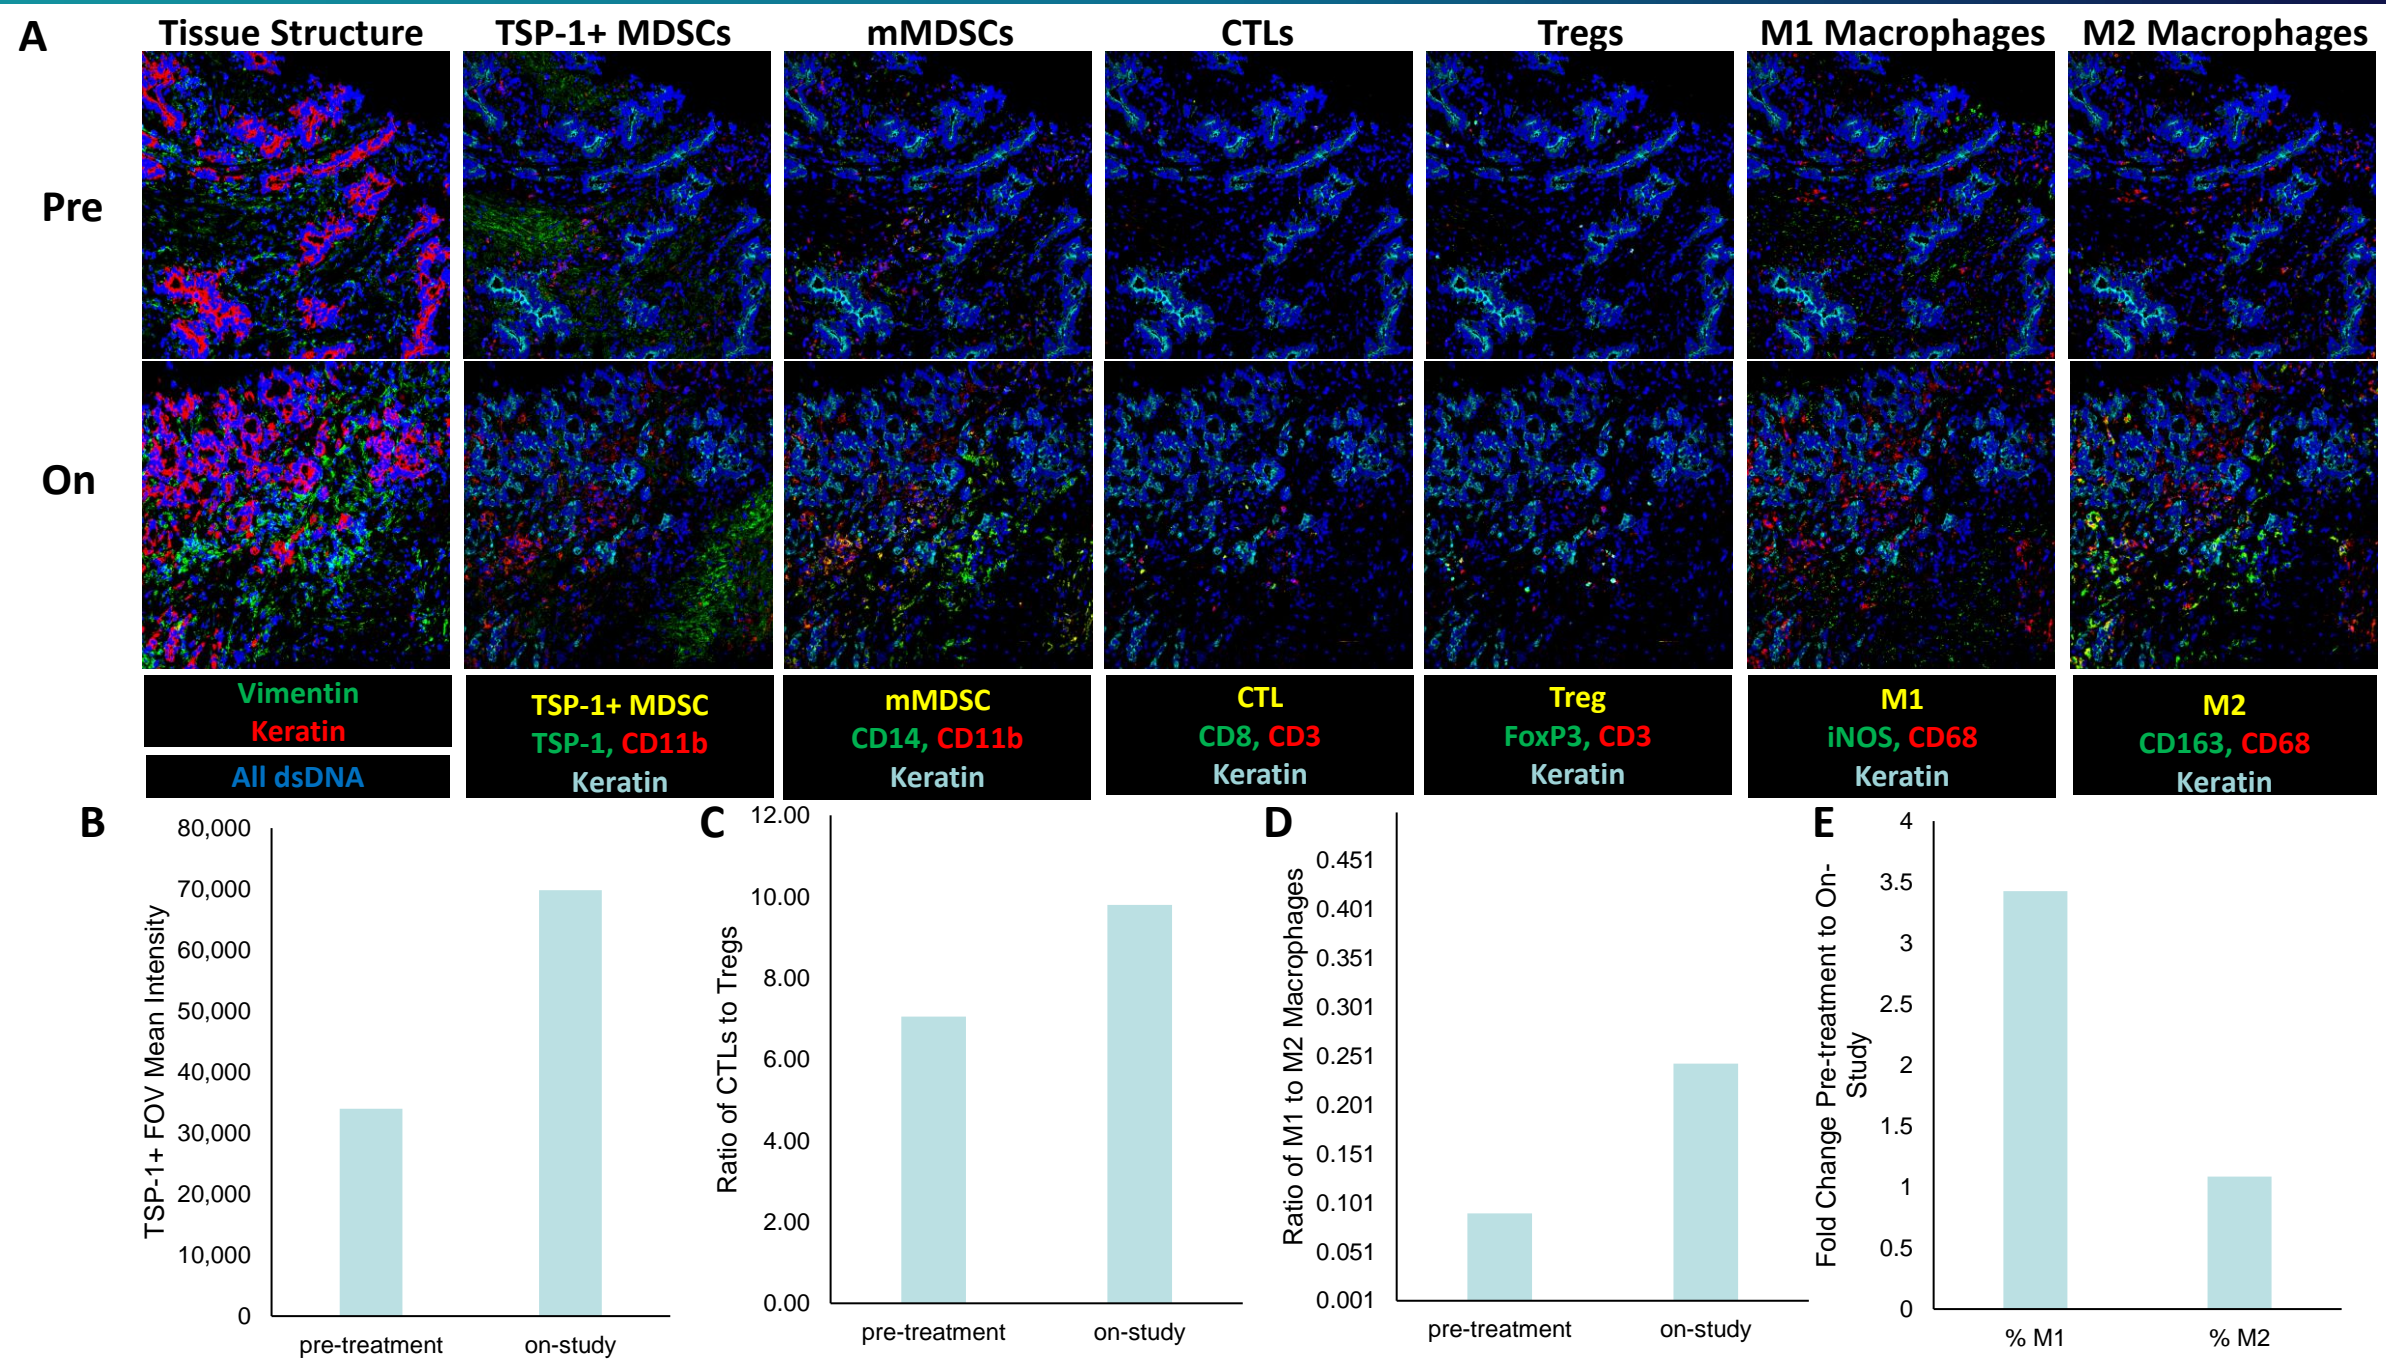 A
Tissue Structure
TSP-1+ MDSCs
mMDSCs
CTLs
Tregs
M1 Macrophages
M2 Macrophages
Pre
On
Vimentin
Keratin
All dsDNA
TSP-1+ MDSC
TSP-1, CD11b
Keratin
mMDSC
CD14, CD11b
Keratin
CTL
CD8, CD3
Keratin
Treg
FoxP3, CD3
Keratin
M1
iNOS, CD68
Keratin
M2
CD163, CD68
Keratin
B
TSP-1+ FOV Mean Intensity
80,000
70,000
60,000
50,000
40,000
30,000
20,000
10,000
0
pre-treatment
on-study
C
Ratio of CTLs to Tregs
12.00
10.00
8.00
6.00
4.00
2.00
0.00
pre-treatment
on-study
D
Ratio of M1 to M2 Macrophages
0.451
0.401
0.351
0.301
0.251
0.201
0.151
0.101
0.051
0.001
pre-treatment
on-study
E
Fold Change Pre-treatment to On-
Study
4
3.5
3
2.5
2
1.5
1
0.5
0
% M1
% M2